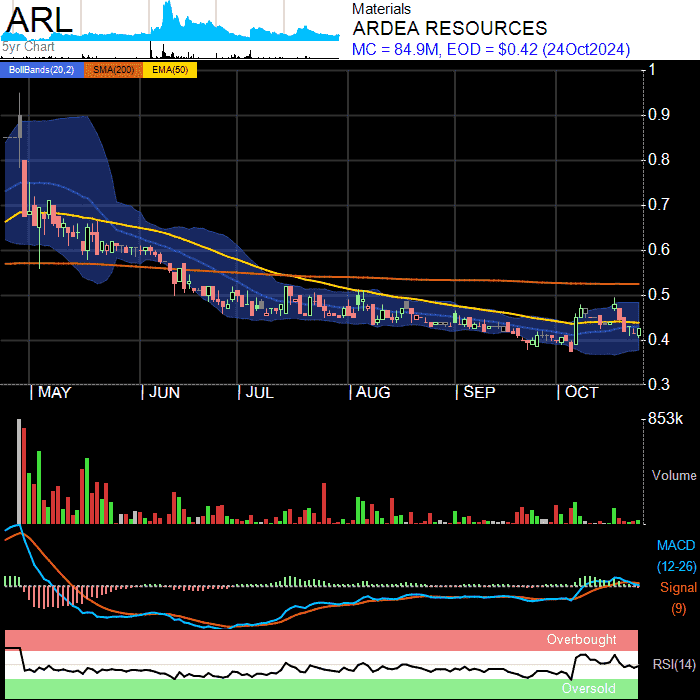 ARL
5yr Chart
Materials
ARDEA RESOURCES
MC = 84.9M, EOD = $0.42 (24Oct2024)
BollBands(20,2) SMA(200) EMA(50)
1
0.9
0.8
0.7
0.6
0.5
0.4
0.3
MAY JUN JUL AUG SEP OCT
853k
Volume
MACD
(12-26)
Signal
(9)
Overbought
RSI(14)
Oversold